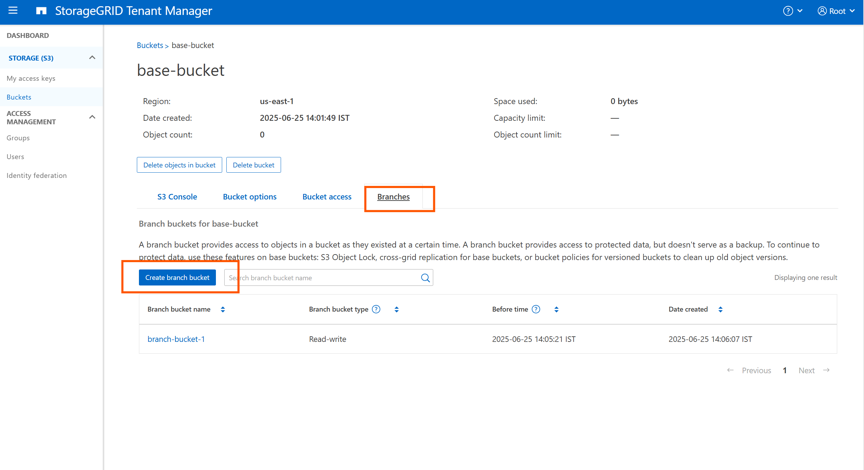 StorageGRID Tenant Manager
Root
DASHBOARD
STORAGE (S3)
My access keys
Buckets
ACCESS
MANAGEMENT
Groups
Users
Identity federation
Buckets > base-bucket
base-bucket
Region: us-east-1 Space used: 0 bytes
Date created: 2025-06-25 14:01:49 IST Capacity limit: —
Object count: 0 Object count limit: —
Delete objects in bucket Delete bucket
S3 Console Bucket options Bucket access Branches
Branch buckets for base-bucket
A branch bucket provides access to objects in a bucket as they existed at a certain time. A branch bucket provides access to protected data, but doesn't serve as a backup. To continue to
protect data, use these features on base buckets: S3 Object Lock, cross-grid replication for base buckets, or bucket policies for versioned buckets to clean up old object versions.
Create branch bucket Search branch bucket name Displaying one result
Branch bucket name Branch bucket type ? Before time ? Date created
branch-bucket-1 Read-write 2025-06-25 14:05:21 IST 2025-06-25 14:06:07 IST
← Previous 1 Next →